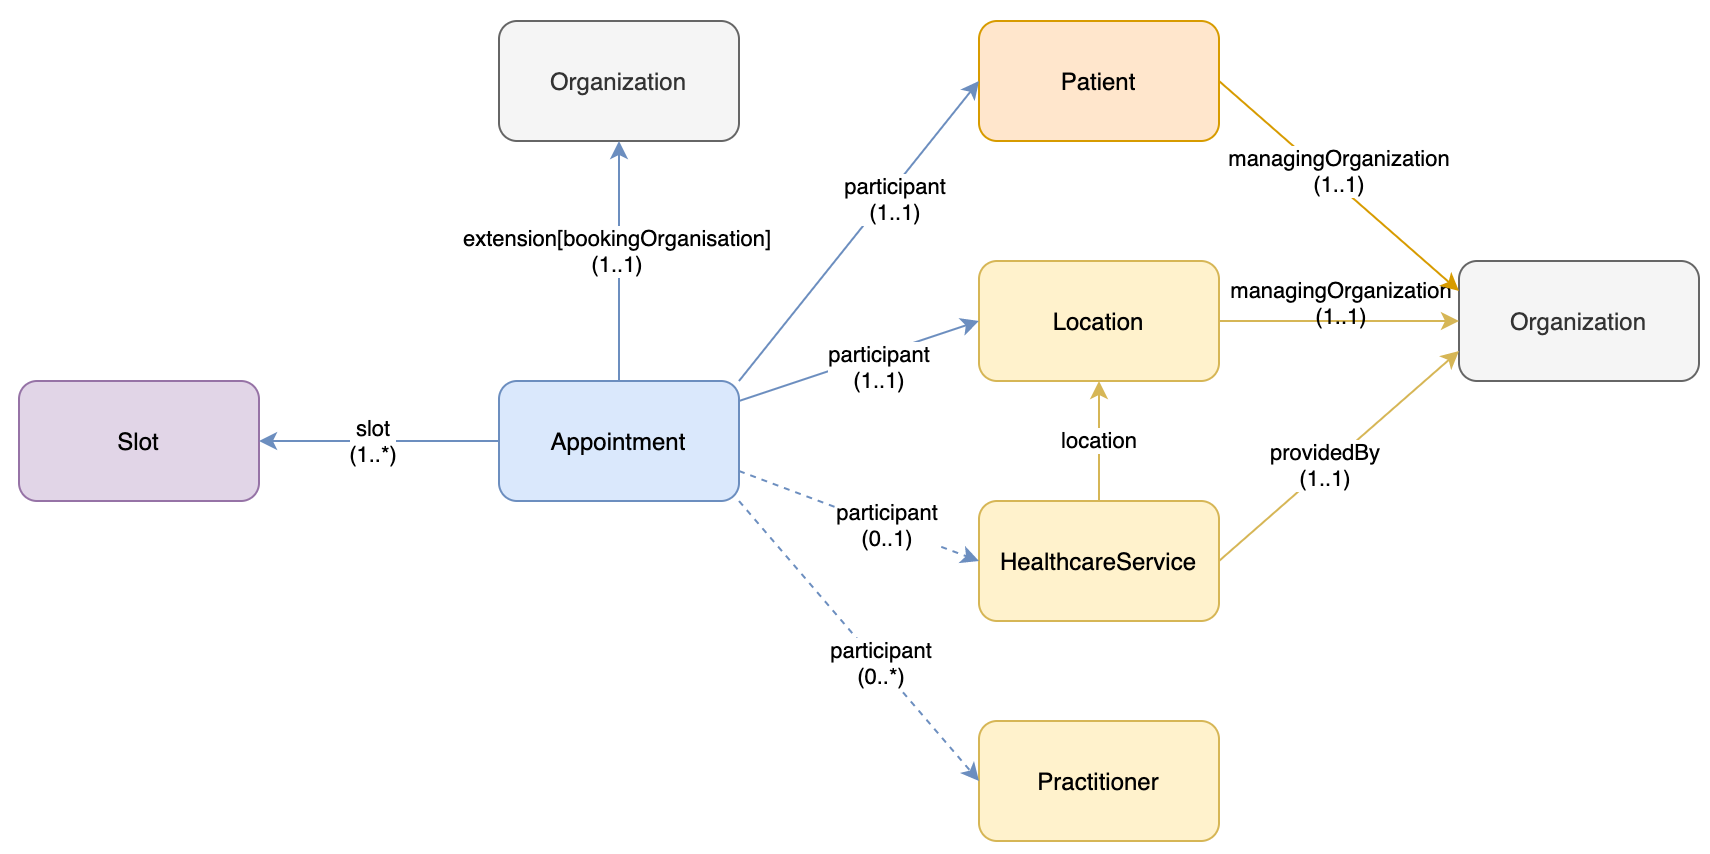 Organization
Patient
managingOrganization
(1..1)
participant
(1..1)
extension[bookingOrganisation]
(1..1)
Location
managingOrganization
(1..1)
Organization
participant
(1..1)
Slot
slot
(1..*)
Appointment
location
providedBy
(1..1)
participant
(0..1)
HealthcareService
participant
(0..*)
Practitioner